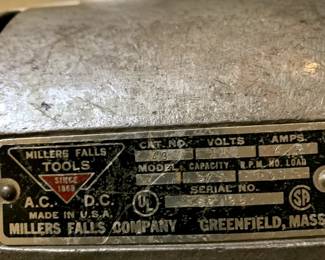 MILLERS FALLS
TOOLS
SINCE
1868
A.C. D.C.
MADE IN U.S.A.
CAT. NO. VOLTS AMPS.
MODEL CAPACITY R.P.M. NO. LOAD
SERIAL NO.
UL
SA
MILLERS FALLS COMPANY GREENFIELD, MASS